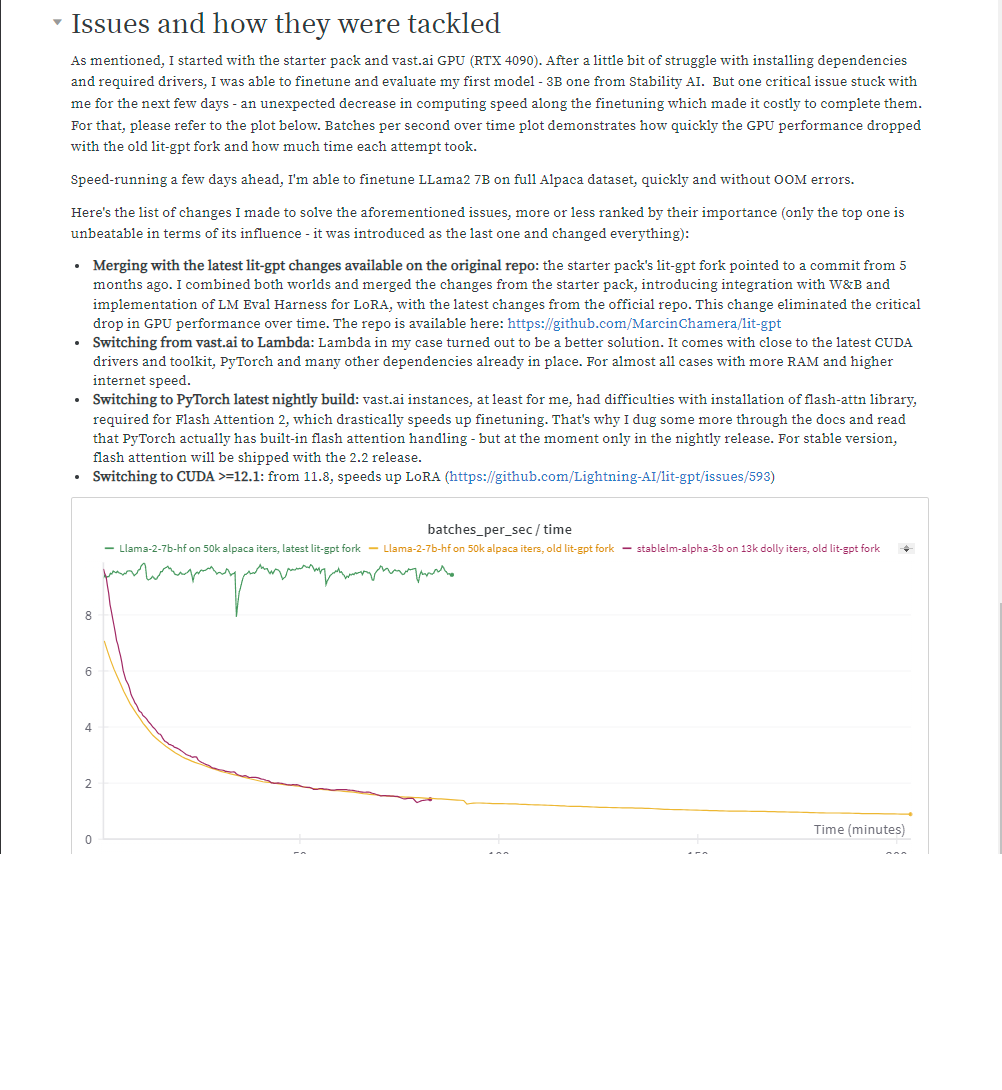 Issues and how they were tackled
As mentioned, I started with the starter pack and vast.ai GPU (RTX 4090). After a little bit of struggle with installing dependencies
and required drivers, I was able to finetune and evaluate my first model - 3B one from Stability AI.  But one critical issue stuck with
me for the next few days - an unexpected decrease in computing speed along the finetuning which made it costly to complete them.
For that, please refer to the plot below. Batches per second over time plot demonstrates how quickly the GPU performance dropped
with the old lit-gpt fork and how much time each attempt took.
Speed-running a few days ahead, I'm able to finetune LLama2 7B on full Alpaca dataset, quickly and without OOM errors.
Here's the list of changes I made to solve the aforementioned issues, more or less ranked by their importance (only the top one is
unbeatable in terms of its influence - it was introduced as the last one and changed everything):
• Merging with the latest lit-gpt changes available on the original repo: the starter pack's lit-gpt fork pointed to a commit from 5
months ago. I combined both worlds and merged the changes from the starter pack, introducing integration with W&B and
implementation of LM Eval Harness for LoRA, with the latest changes from the official repo. This change eliminated the critical
drop in GPU performance over time. The repo is available here: https://github.com/MarcinChamera/lit-gpt
• Switching from vast.ai to Lambda: Lambda in my case turned out to be a better solution. It comes with close to the latest CUDA
drivers and toolkit, PyTorch and many other dependencies already in place. For almost all cases with more RAM and higher
internet speed.
• Switching to PyTorch latest nightly build: vast.ai instances, at least for me, had difficulties with installation of flash-attn library,
required for Flash Attention 2, which drastically speeds up finetuning. That's why I dug some more through the docs and read
that PyTorch actually has built-in flash attention handling - but at the moment only in the nightly release. For stable version,
flash attention will be shipped with the 2.2 release.
• Switching to CUDA >=12.1: from 11.8, speeds up LoRA (https://github.com/Lightning-AI/lit-gpt/issues/593)
batches_per_sec / time
Llama-2-7b-hf on 50k alpaca iters, latest lit-gpt fork Llama-2-7b-hf on 50k alpaca iters, old lit-gpt fork stablelm-alpha-3b on 13k dolly iters, old lit-gpt fork
8
6
4
2
0
Time (minutes)